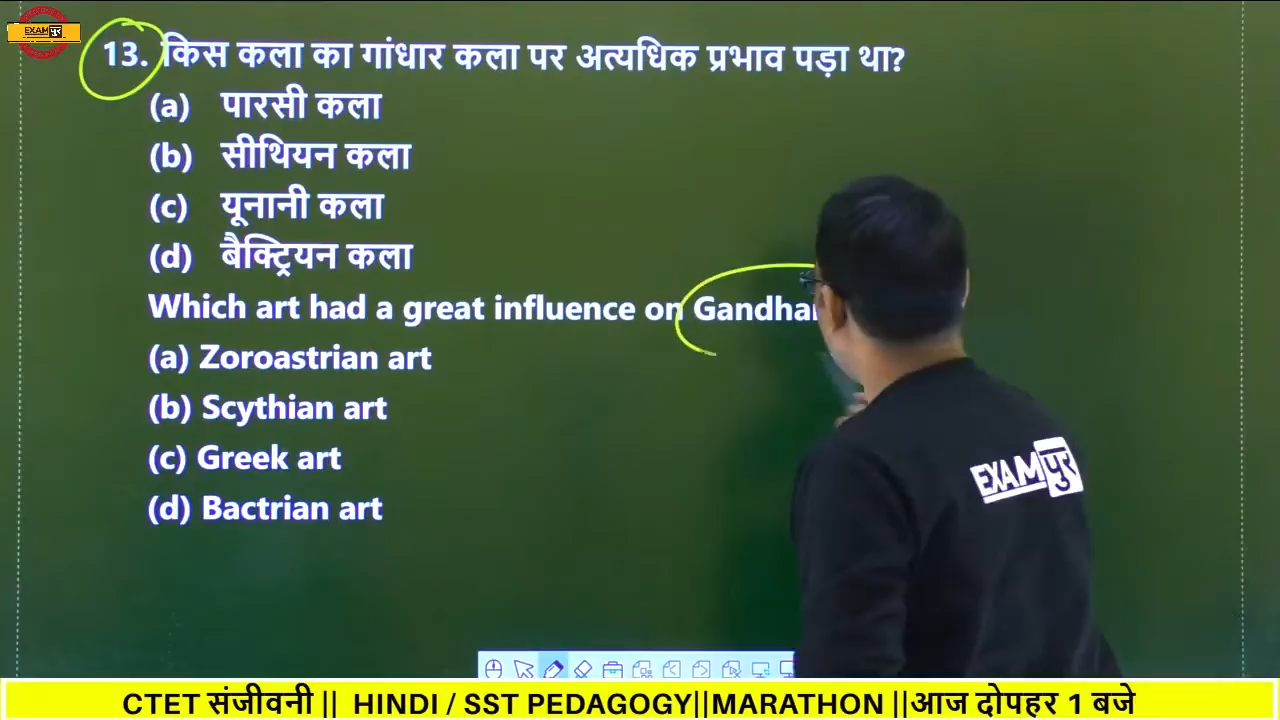 EXAMपुर
13. किस कला का गांधार कला पर अत्यधिक प्रभाव पड़ा था?
(a) पारसी कला
(b) सीथियन कला
(c) यूनानी कला
(d) बैक्ट्रियन कला
Which art had a great influence on
(a) Zoroastrian art
(b) Scythian art
(c) Greek art
(d) Bactrian art
EXAMपुर
CTET संजीवनी || HINDI / SST PEDAGOGY||MARATHON ||आज दोपहर 1 बजे